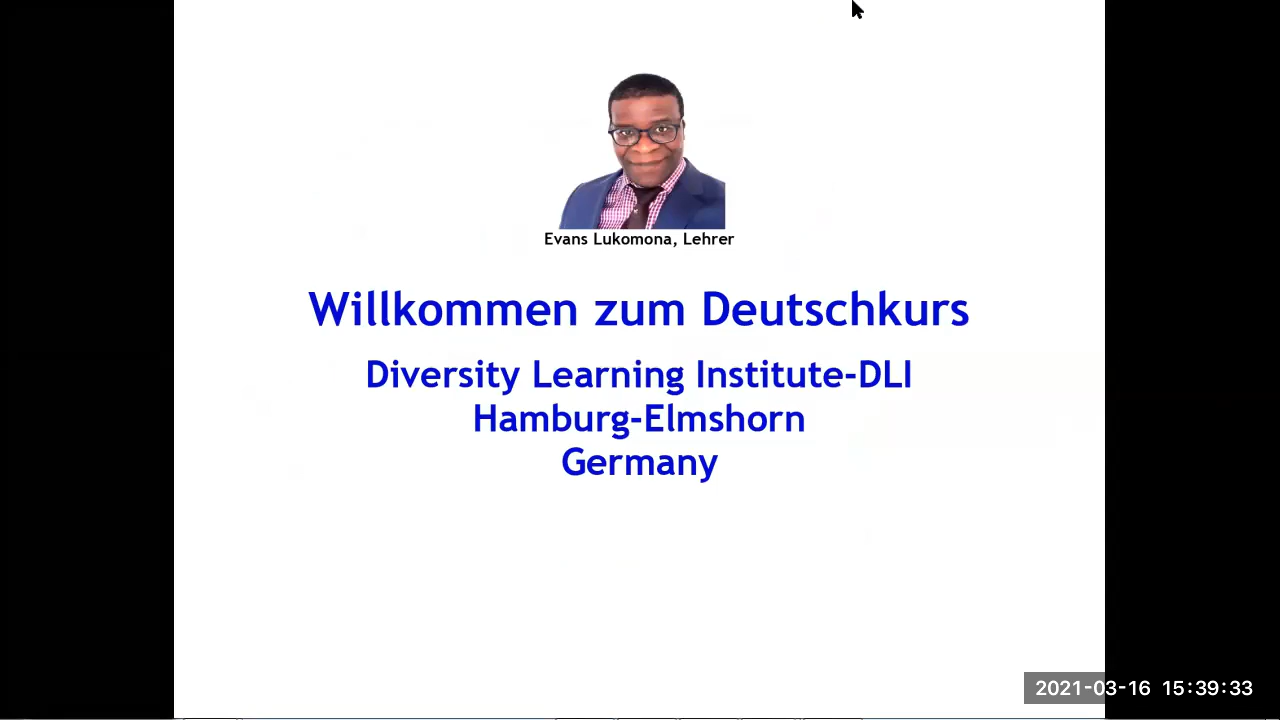 Evans Lukomona, Lehrer
Willkommen zum Deutschkurs
Diversity Learning Institute-DLI
Hamburg-Elmshorn
Germany
2021-03-16 15:39:33